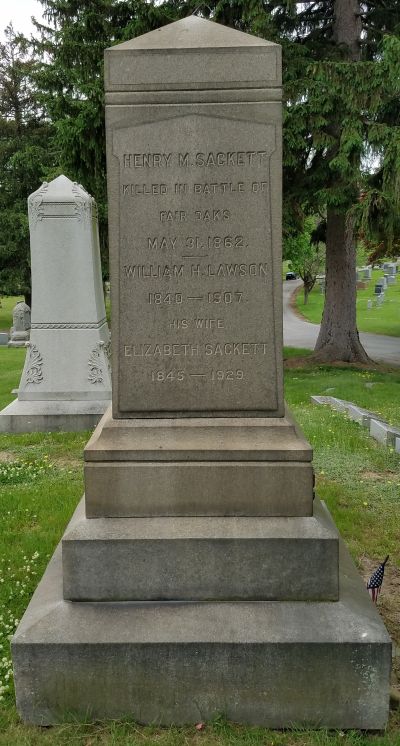 HENRY M. SACKETT
KILLED IN BATTLE OF
FAIR OAKS
MAY 31, 1862.
WILLIAM H. LAWSON
1840 — 1907.
HIS WIFE
ELIZABETH SACKETT
1845 — 1929